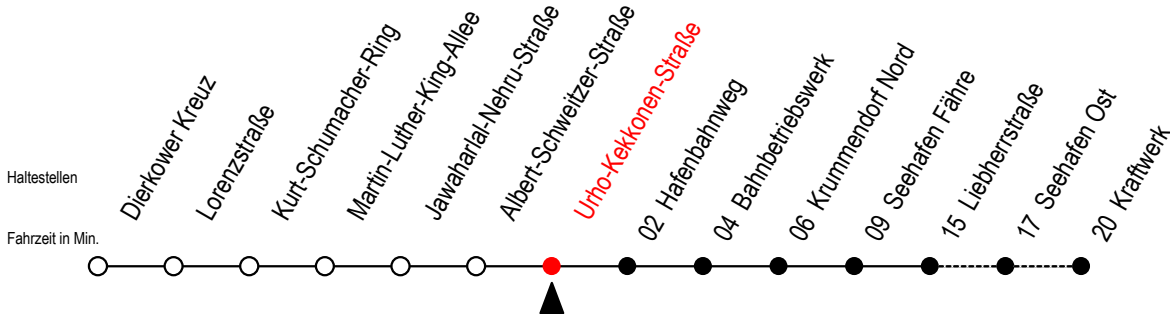 Haltestellen
Fahrzeit in Min.
Dierkower Kreuz
Lorenzstraße
Kurt-Schumacher-Ring
Martin-Luther-King-Allee
Jawaharlal-Nehru-Straße
Albert-Schweitzer-Straße
Urho-Kekkonen-Straße
02 Hafenbahnweg
04 Bahnbetriebswerk
06 Krummendorf Nord
09 Seehafen Fähre
15 Liebherrstraße
17 Seehafen Ost
20 Kraftwerk